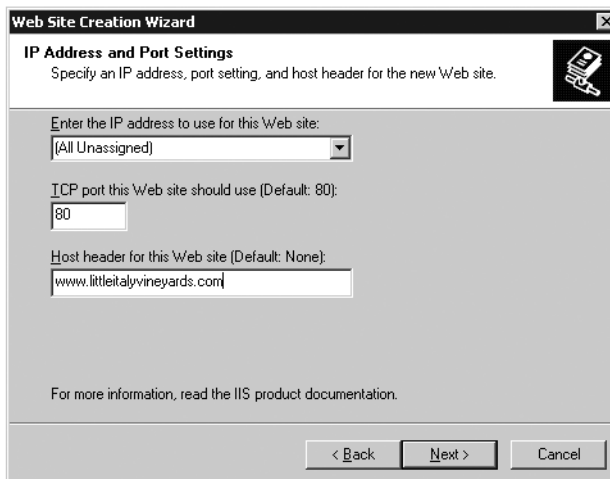 Web Site Creation Wizard
IP Address and Port Settings
Specify an IP address, port setting, and host header for the new Web site.
Enter the IP address to use for this Web site:
(All Unassigned)
TCP port this Web site should use (Default: 80):
80
Host header for this Web site (Default: None):
www.littleitalyvineyards.com
For more information, read the IIS product documentation.
< Back Next > Cancel